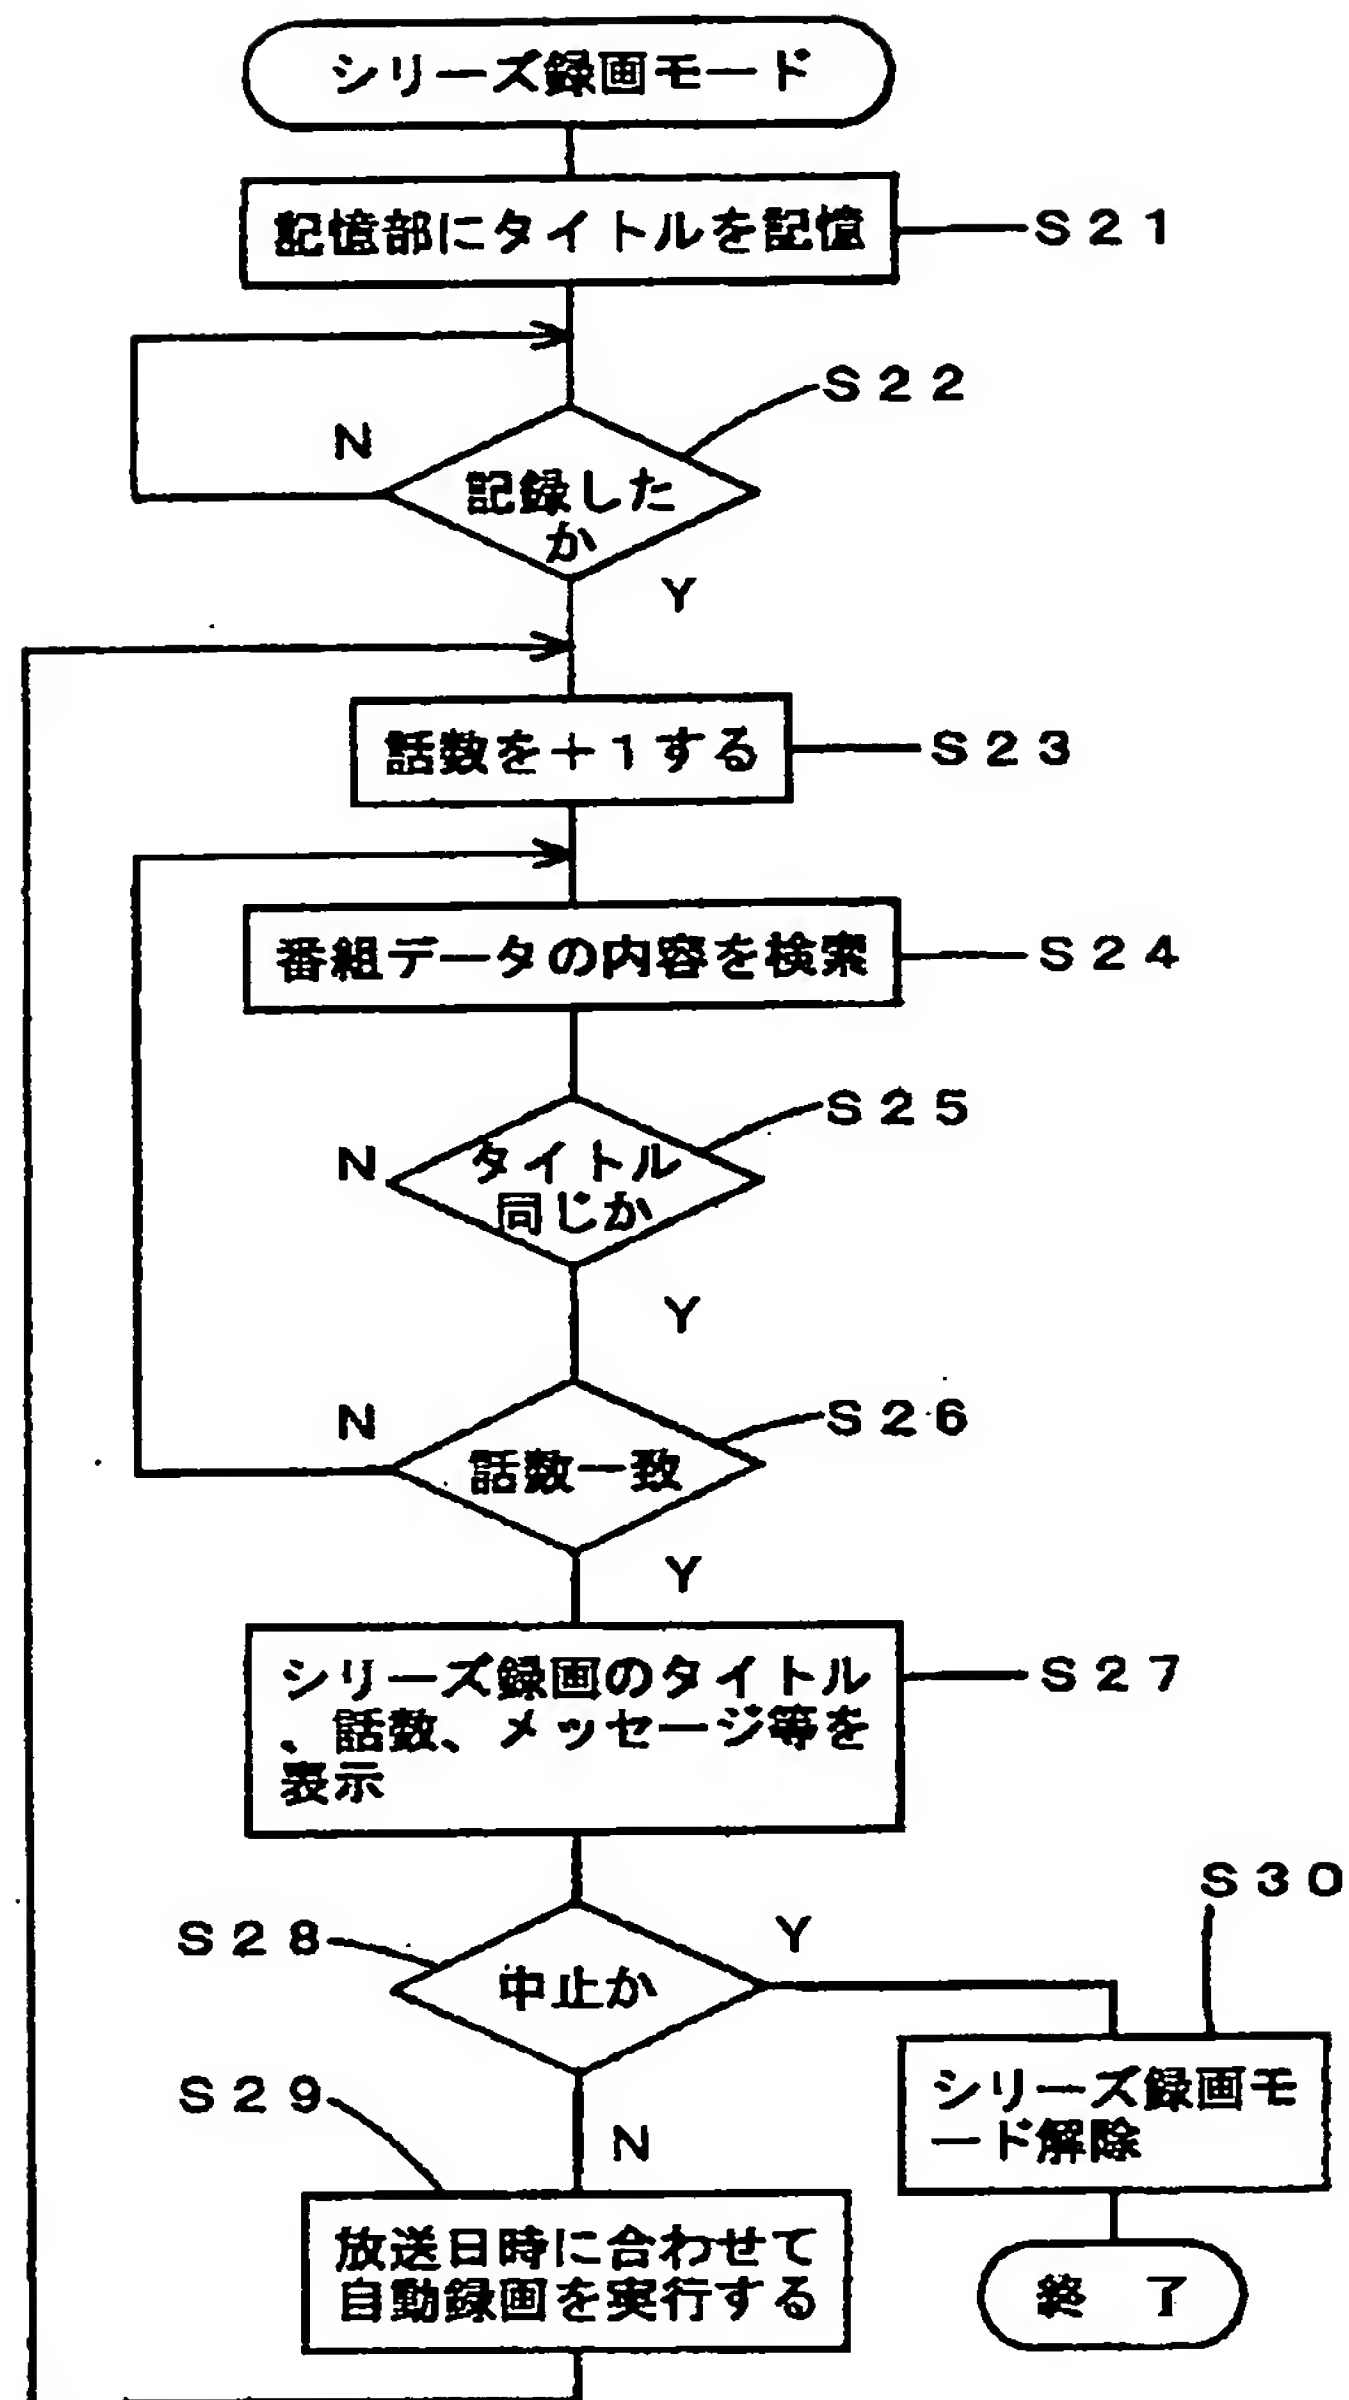 シリーズ録画モード
記憶部にタイトルを記憶
S21
S22
N
記録した
か
Y
話数を+1する
S23
番組データの内容を検索
S24
S25
N
タイトル
同じか
Y
N
S26
話数一致
Y
シリーズ録画のタイトル
、話数、メッセージ等を
表示
S27
S30
S28
Y
中止か
シリーズ録画モ
ード解除
S29
N
放送日時に合わせて
自動録画を実行する
終 了